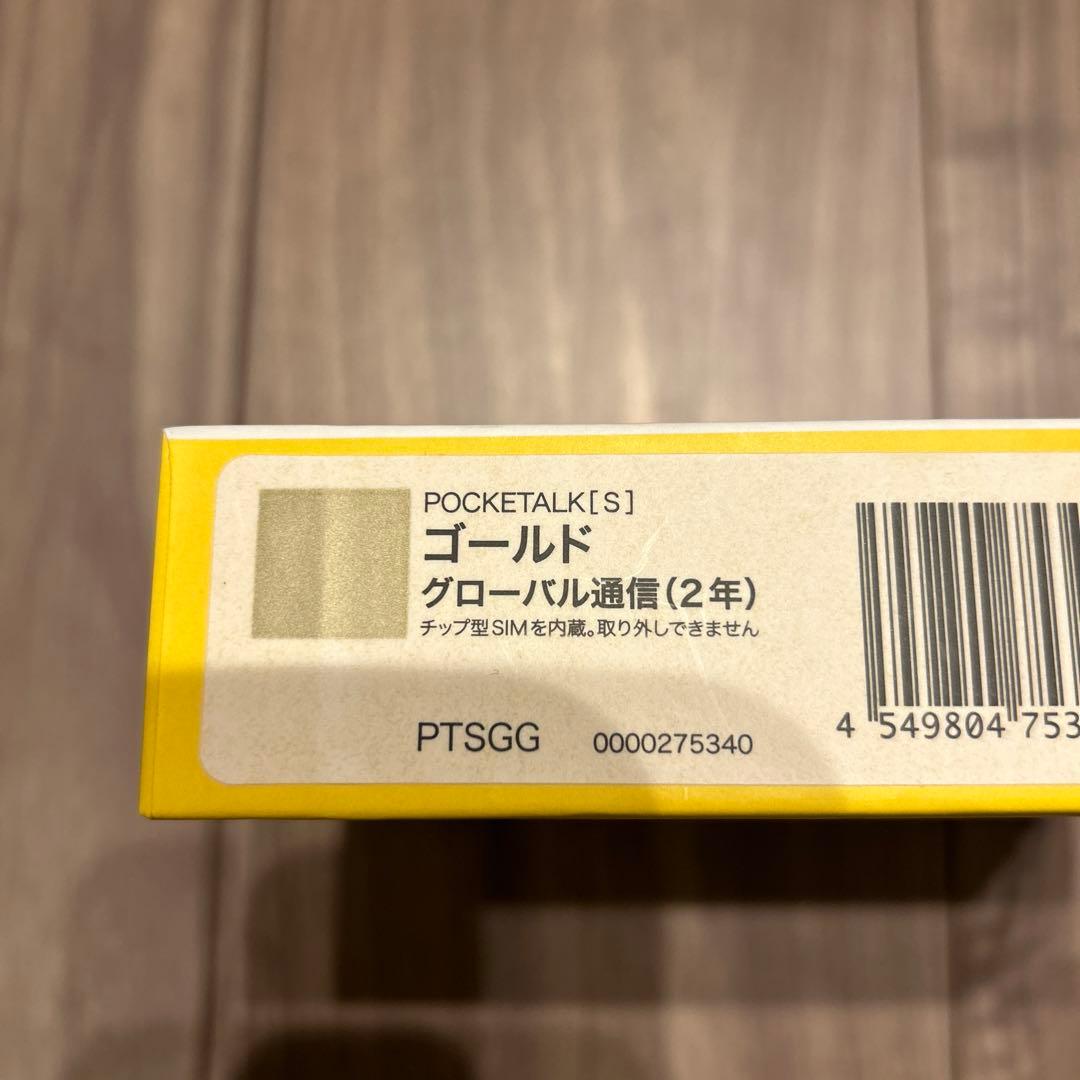 POCKETALK[S]
ゴールド
グローバル通信(2年)
チップ型SIMを内蔵。取り外しできません
PTSGG 0000275340
4 549804 753